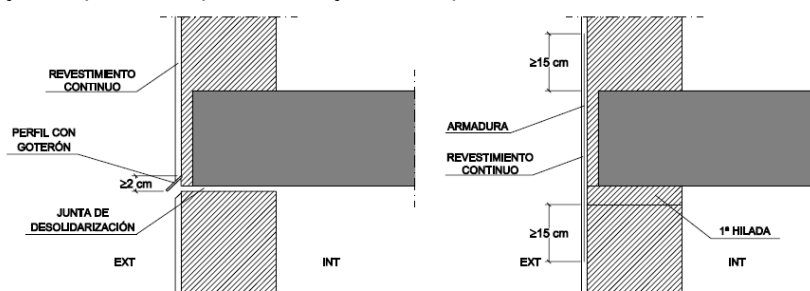 REVESTIMIENTO
CONTINUO
PERFIL CON
GOTERÓN
≥2 cm
JUNTA DE
DESOLIDARIZACIÓN
EXT
INT
≥15 cm
ARMADURA
REVESTIMIENTO
CONTINUO
≥15 cm
1ª HILADA
EXT
INT